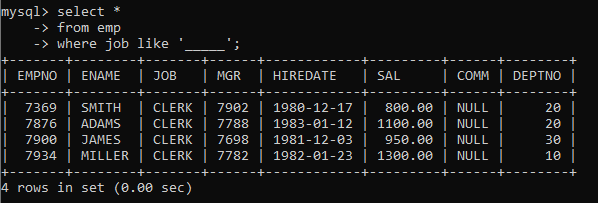 mysql> select *
    -> from emp
    -> where job like '_____';
+-------+--------+-------+------+------------+---------+------+--------+
| EMPNO | ENAME  | JOB   | MGR  | HIREDATE   | SAL     | COMM | DEPTNO |
+-------+--------+-------+------+------------+---------+------+--------+
|  7369 | SMITH  | CLERK | 7902 | 1980-12-17 |  800.00 | NULL |     20 |
|  7876 | ADAMS  | CLERK | 7788 | 1983-01-12 | 1100.00 | NULL |     20 |
|  7900 | JAMES  | CLERK | 7698 | 1981-12-03 |  950.00 | NULL |     30 |
|  7934 | MILLER | CLERK | 7782 | 1982-01-23 | 1300.00 | NULL |     10 |
+-------+--------+-------+------+------------+---------+------+--------+
4 rows in set (0.00 sec)